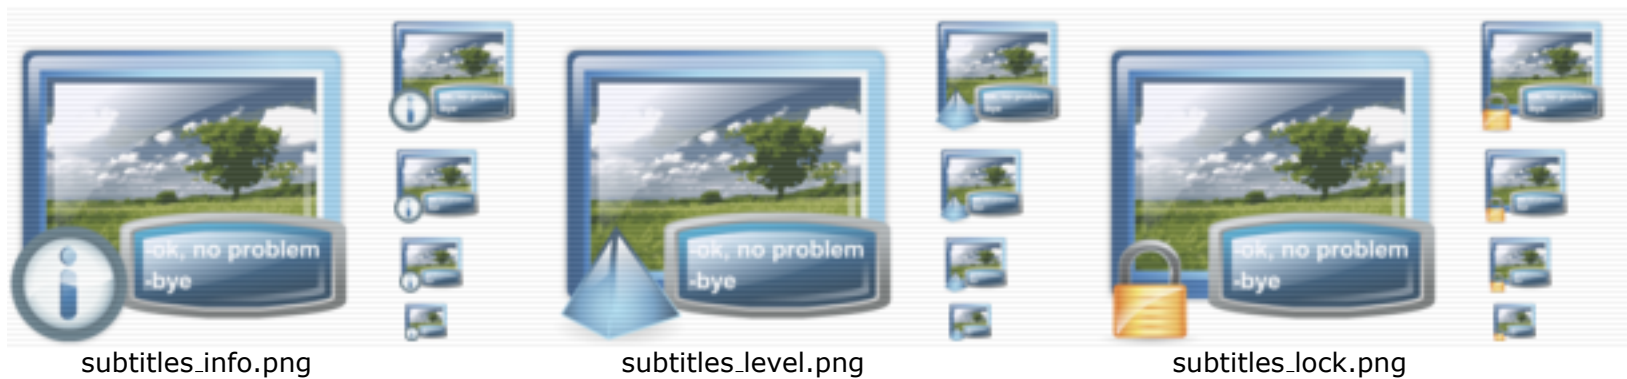 -ok, no problem
-bye
-ok, no problem
-bye
-ok, no problem
-bye
subtitles_info.png
subtitles_level.png
subtitles_lock.png